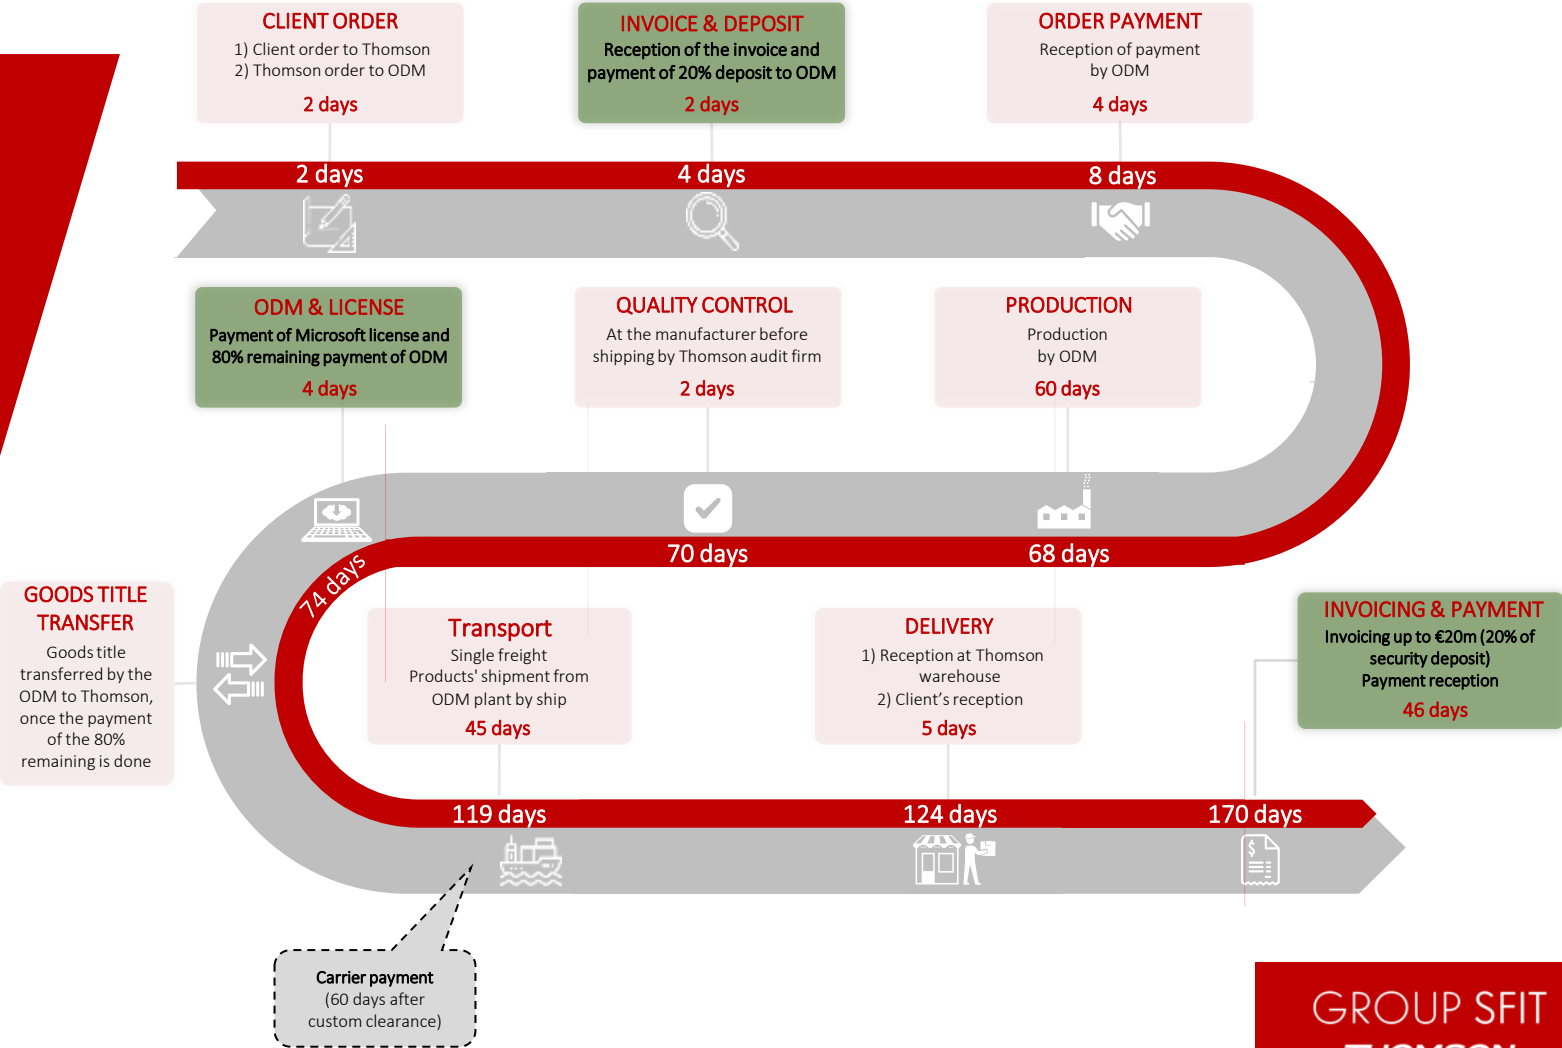 CLIENT ORDER
1) Client order to Thomson
2) Thomson order to ODM
2 days
INVOICE & DEPOSIT
Reception of the invoice and
payment of 20% deposit to ODM
2 days
ORDER PAYMENT
Reception of payment
by ODM
4 days
2 days
4 days
8 days
ODM & LICENSE
Payment of Microsoft license and
80% remaining payment of ODM
4 days
QUALITY CONTROL
At the manufacturer before
shipping by Thomson audit firm
2 days
PRODUCTION
Production
by ODM
60 days
74 days
70 days
68 days
GOODS TITLE
TRANSFER
Goods title
transferred by the
ODM to Thomson,
once the payment
of the 80%
remaining is done
Transport
Single freight
Products' shipment from
ODM plant by ship
45 days
DELIVERY
1) Reception at Thomson
warehouse
2) Client’s reception
5 days
INVOICING & PAYMENT
Invoicing up to €20m (20% of
security deposit)
Payment reception
46 days
119 days
124 days
170 days
$
Carrier payment
(60 days after
custom clearance)
GROUP SFIT
THOMSON